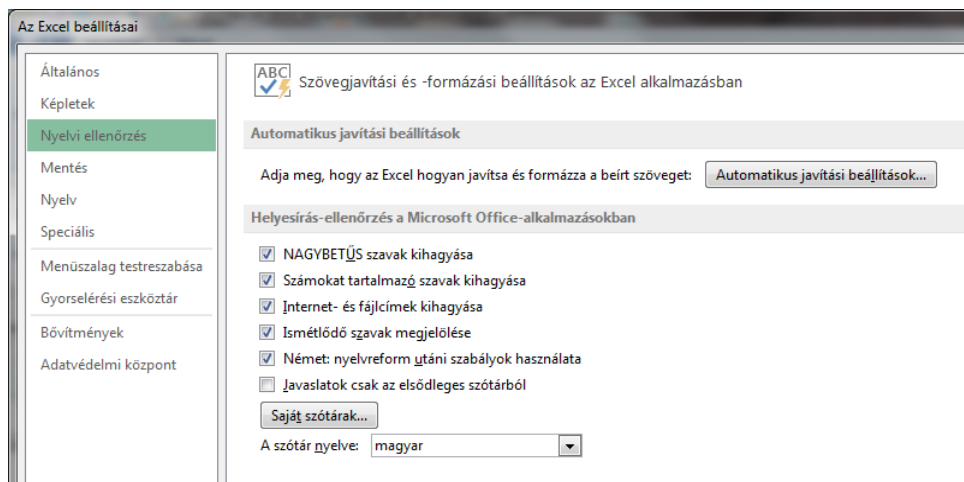 Az Excel beállításai
Általános
Képletek
Nyelvi ellenőrzés
Mentés
Nyelv
Speciális
Menüszalag testreszabása
Gyorselérési eszköztár
Bővítmények
Adatvédelmi központ
ABC
Szövegjavítási és -formázási beállítások az Excel alkalmazásban
Automatikus javítási beállítások
Adja meg, hogy az Excel hogyan javítsa és formázza a beírt szöveget: Automatikus javítási beállítások...
Helyesírás-ellenőrzés a Microsoft Office-alkalmazásokban
NAGYBETŰS szavak kihagyása
Számokat tartalmazó szavak kihagyása
Internet- és fájlcímek kihagyása
Ismétlődő szavak megjelölése
Német: nyelvreform utáni szabályok használata
Javaslatok csak az elsődleges szótárból
Saját szótárak...
A szótár nyelve: magyar